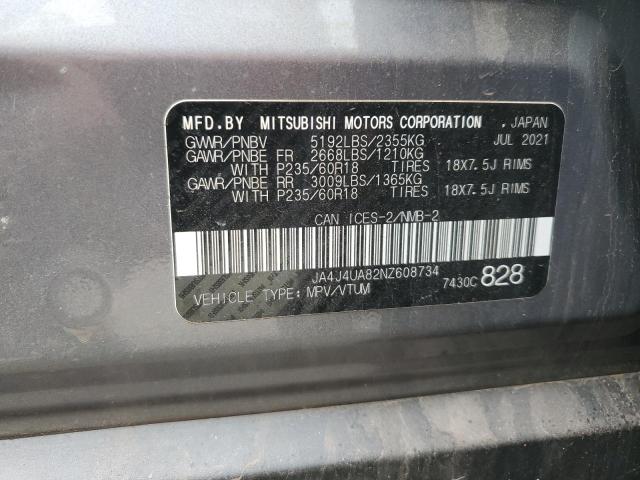 MFD.BY MITSUBISHI MOTORS CORPORATION .JAPAN
GVWR/PNBV 5192LBS/2355KG JUL 2021
GAWR/PNBE FR 2668LBS/1210KG
WITH P235/60R18 TIRES 18X7.5J RIMS
GAWR/PNBE RR 3009LBS/1365KG
WITH P235/60R18 TIRES 18X7.5J RIMS
CAN ICES-2/NMB-2
JA4J4UA82NZ608734
VEHICLE TYPE: MPV/VTUM 7430C 828